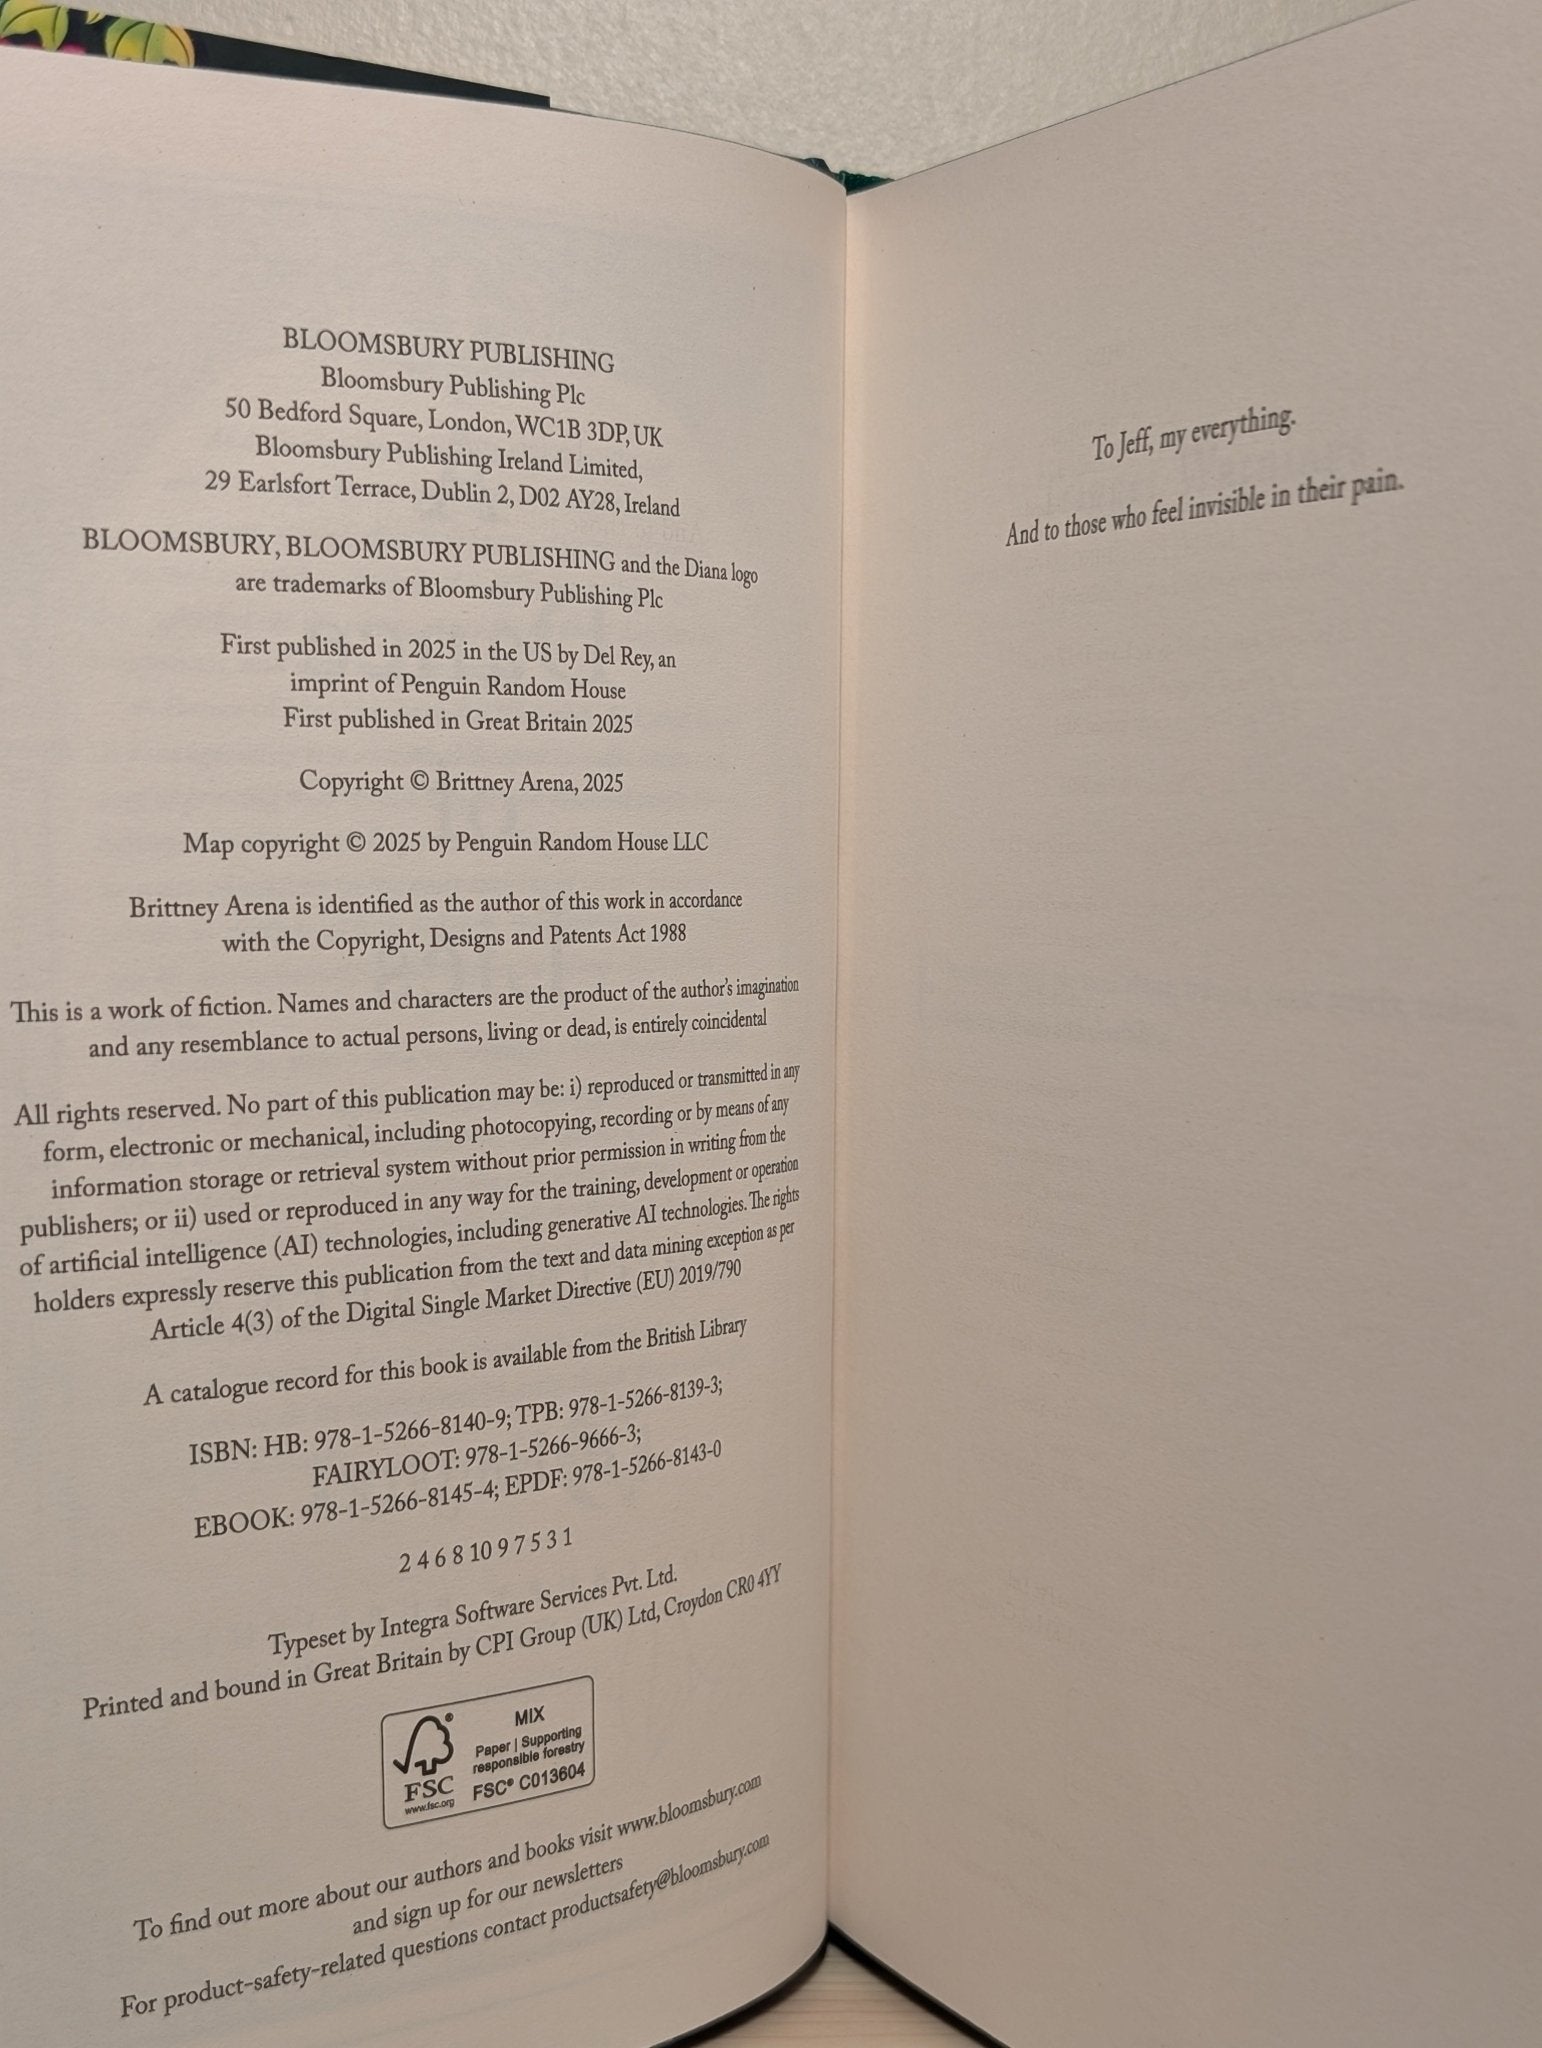 BLOOMSBURY PUBLISHING
Bloomsbury Publishing Plc
50 Bedford Square, London, WC1B 3DP, UK
Bloomsbury Publishing Ireland Limited,
29 Earlsfort Terrace, Dublin 2, D02 AY28, Ireland
BLOOMSBURY, BLOOMSBURY PUBLISHING and the Diana logo
are trademarks of Bloomsbury Publishing Plc
First published in 2025 in the US by Del Rey, an
imprint of Penguin Random House
First published in Great Britain 2025
Copyright © Brittney Arena, 2025
Map copyright © 2025 by Penguin Random House LLC
Brittney Arena is identified as the author of this work in accordance
with the Copyright, Designs and Patents Act 1988
This is a work of fiction. Names and characters are the product of the author's imagination
and any resemblance to actual persons, living or dead, is entirely coincidental
All rights reserved. No part of this publication may be: i) reproduced or transmitted in any
form, electronic or mechanical, including photocopying, recording or by means of any
information storage or retrieval system without prior permission in writing from the
publishers; or ii) used or reproduced in any way for the training, development or operation
of artificial intelligence (AI) technologies, including generative AI technologies. The rights
holders expressly reserve this publication from the text and data mining exception as per
Article 4(3) of the Digital Single Market Directive (EU) 2019/790
A catalogue record for this book is available from the British Library
ISBN: HB: 978-1-5266-8140-9; TPB: 978-1-5266-8139-3;
FAIRYLOOT: 978-1-5266-9666-3;
EBOOK: 978-1-5266-8145-4; EPDF: 978-1-5266-8143-0
2 4 6 8 10 9 7 5 3 1
Typeset by Integra Software Services Pvt. Ltd.
Printed and bound in Great Britain by CPI Group (UK) Ltd, Croydon CR0 4YY
MIX
Paper | Supporting
responsible forestry
FSC® C013604
FSC
www.fsc.org
To find out more about our authors and books visit www.bloomsbury.com
and sign up for our newsletters
For product-safety-related questions contact productsafety@bloomsbury.com
To Jeff, my everything.
And to those who feel invisible in their pain.